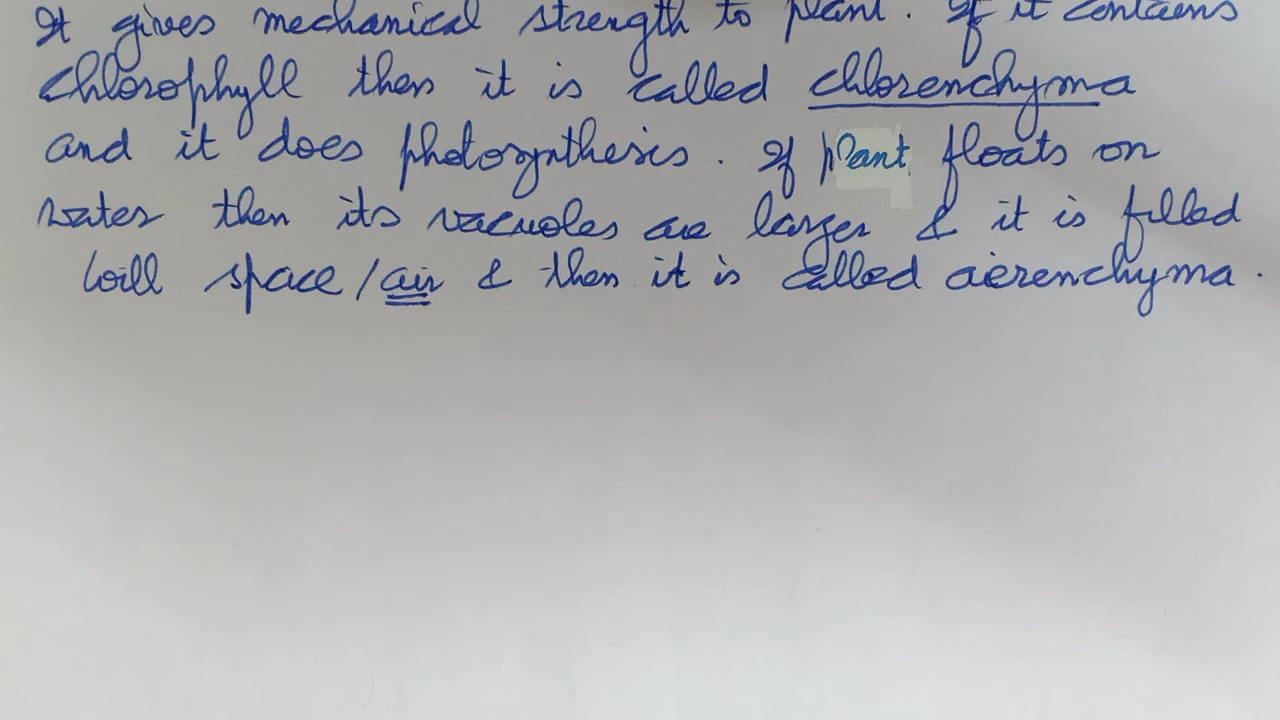 It gives mechanical strength to plant. If it contains
chlorophyll then it is called chlorenchyma
and it does photosynthesis. If plant floats on
water then its vacuoles are larger & it is filled
will space/air & then it is called aerenchyma.